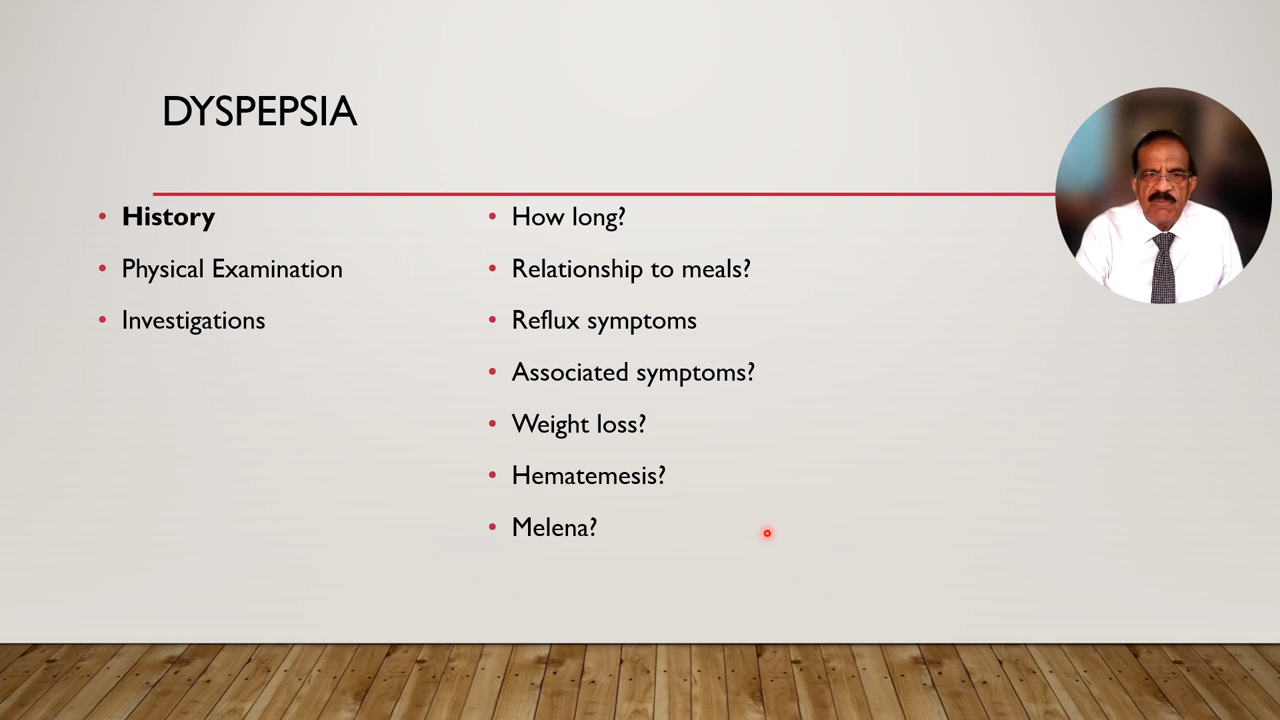 DYSPEPSIA
• History
• Physical Examination
• Investigations
• How long?
• Relationship to meals?
• Reflux symptoms
• Associated symptoms?
• Weight loss?
• Hematemesis?
• Melena?